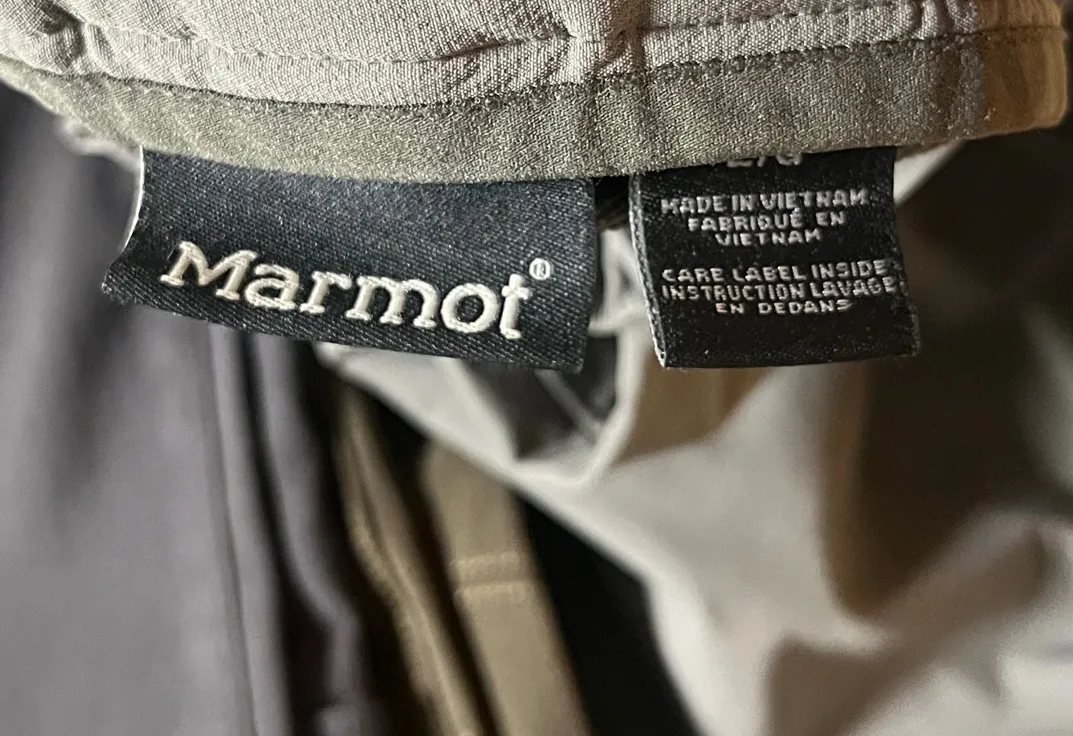 Marmot®
MADE IN VIETNAM
FABRIQUÉ EN
VIETNAM
CARE LABEL INSIDE
INSTRUCTION LAVAGE
EN DEDANS